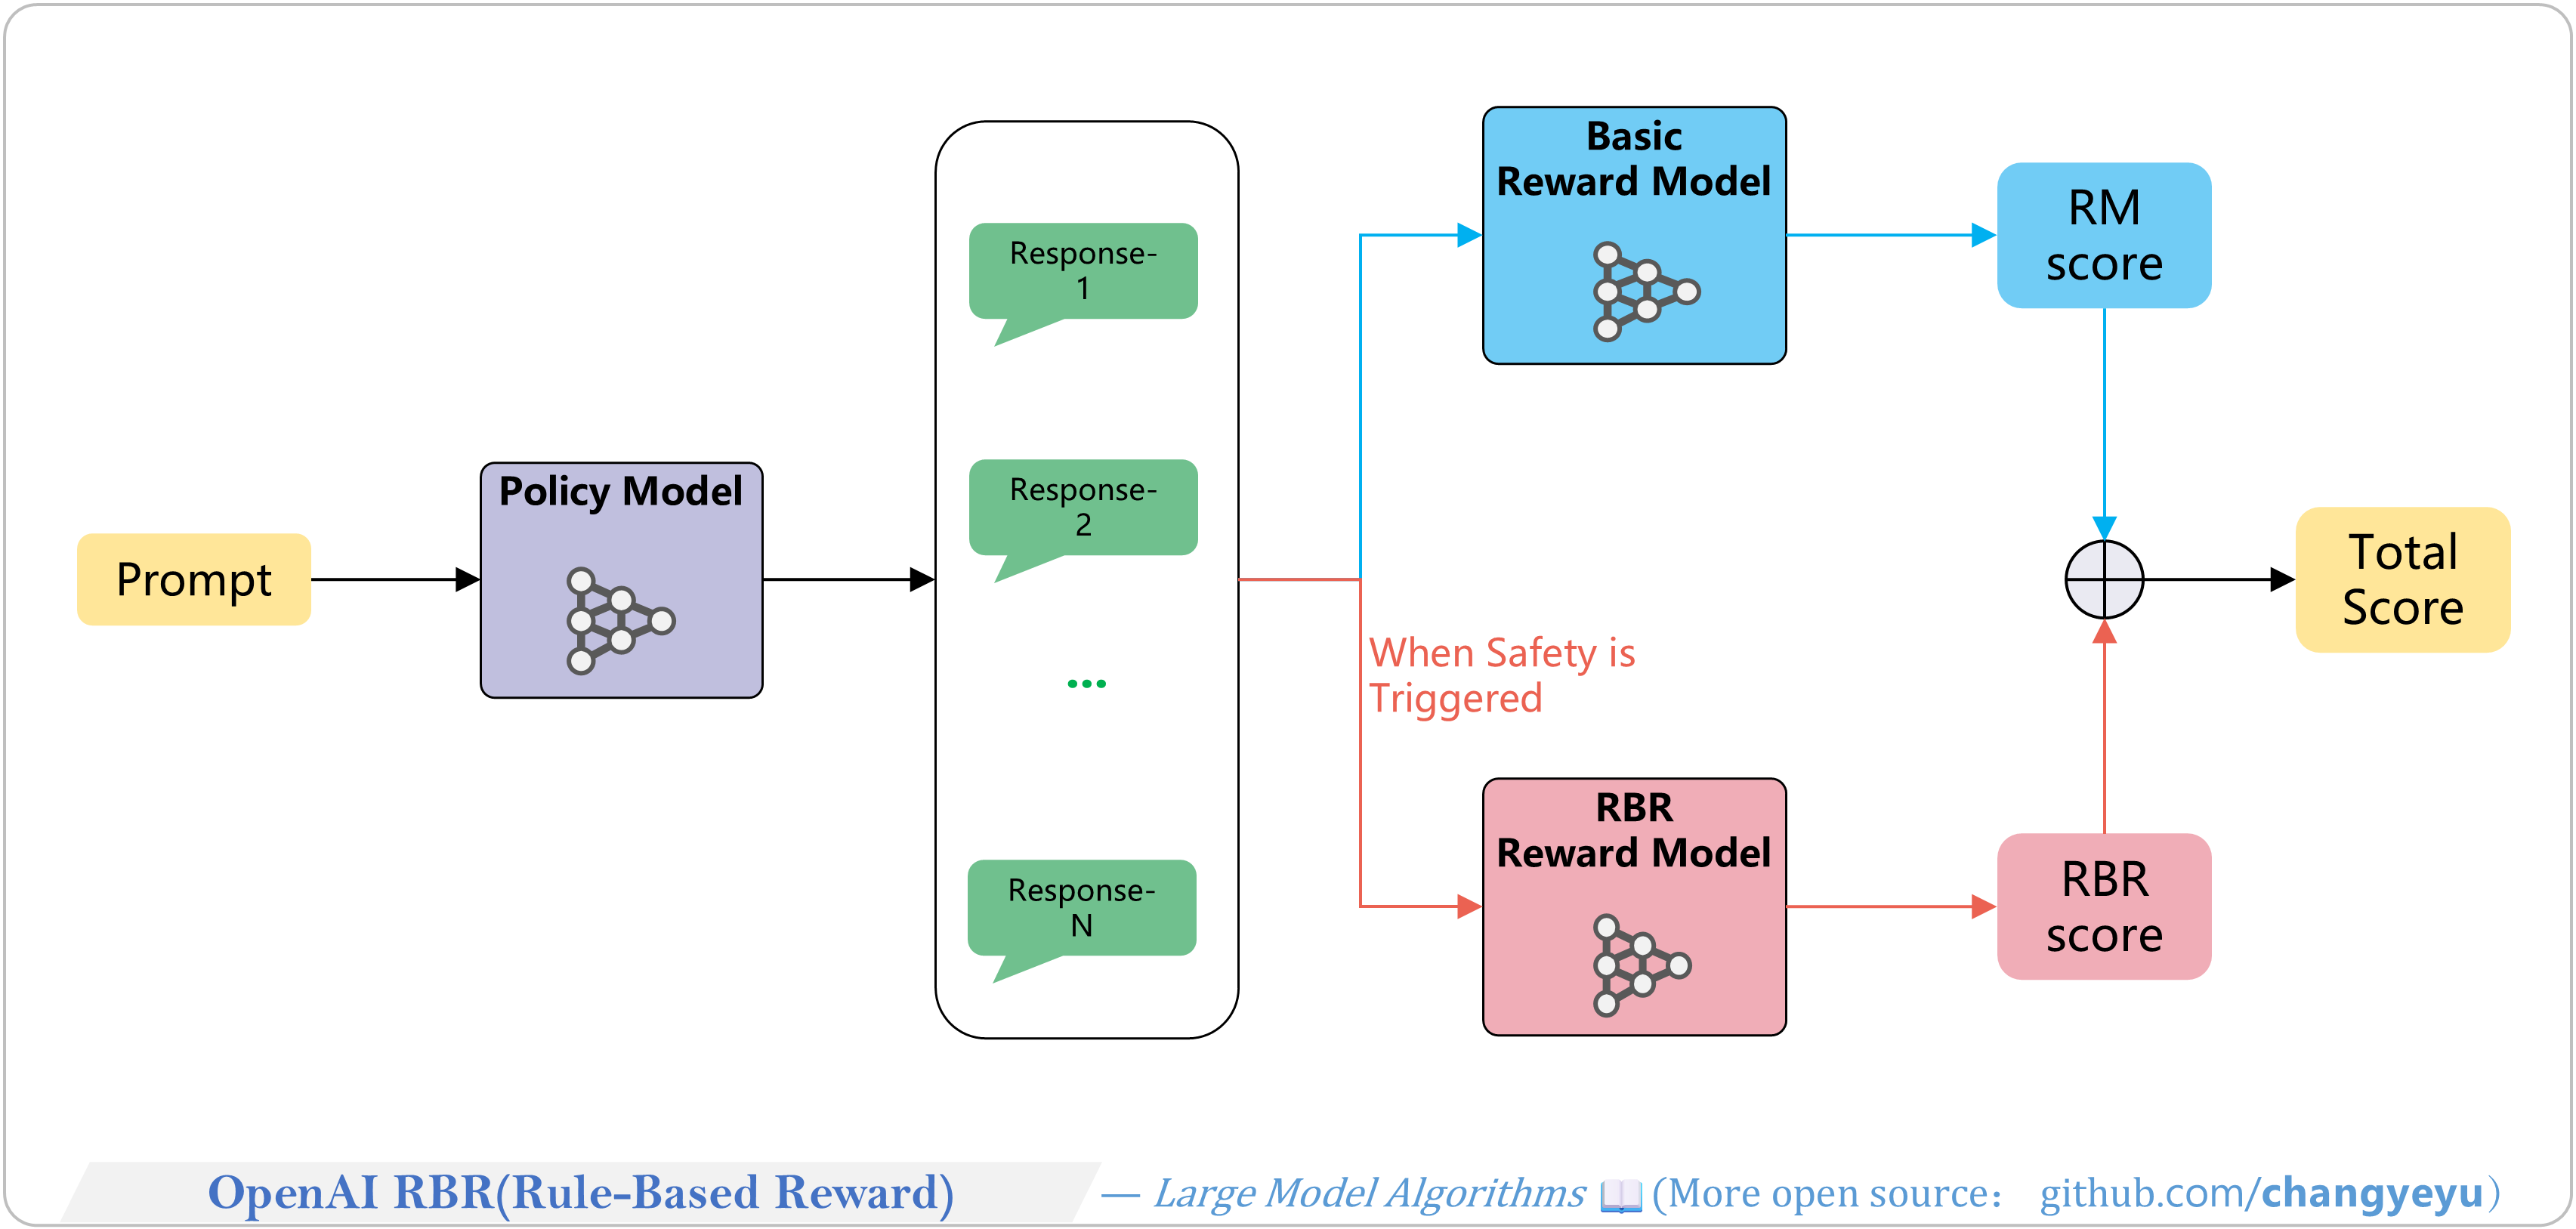 Prompt
Policy Model
Response-
1
Response-
2
...
Response-
N
When Safety is
Triggered
Basic
Reward Model
RM
score
RBR
Reward Model
RBR
score
Total
Score
OpenAI RBR(Rule-Based Reward)
— Large Model Algorithms 📖 (More open source： github.com/changyeyu)